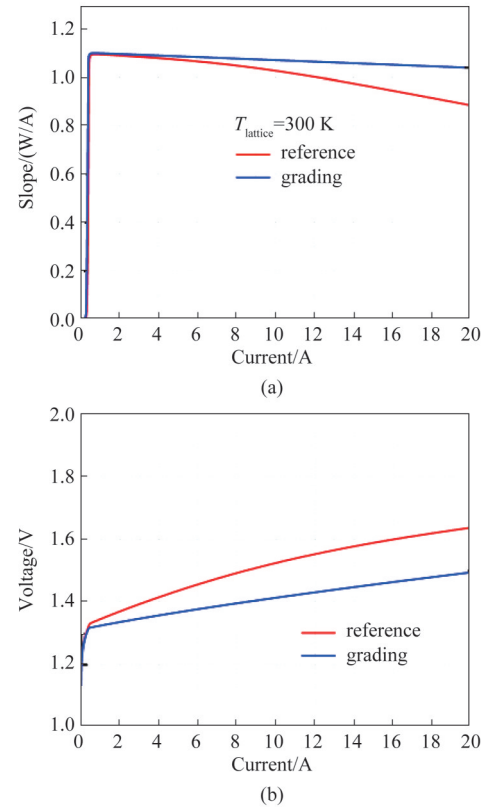 1.2
1.0
0.8
0.6
0.4
0.2
0.0
Slope/(W/A)
T_lattice=300 K
reference
grading
0 2 4 6 8 10 12 14 16 18 20
Current/A
(a)
2.0
1.8
1.6
1.4
1.2
1.0
Voltage/V
reference
grading
0 2 4 6 8 10 12 14 16 18 20
Current/A
(b)